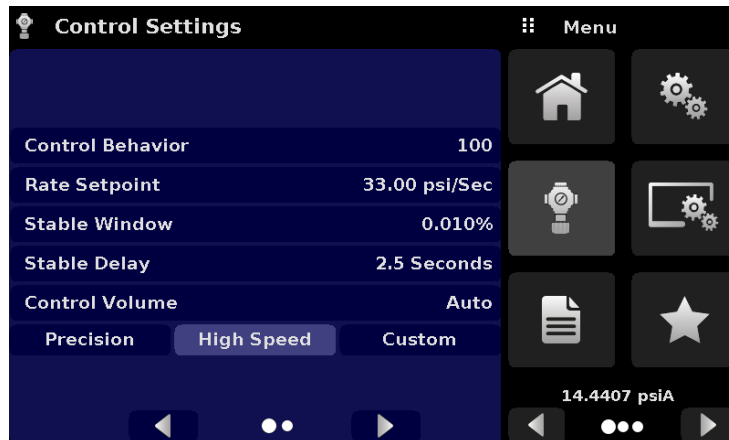 Control Settings
Menu
Control Behavior 100
Rate Setpoint 33.00 psi/Sec
Stable Window 0.010%
Stable Delay 2.5 Seconds
Control Volume Auto
Precision High Speed Custom
14.4407 psiA